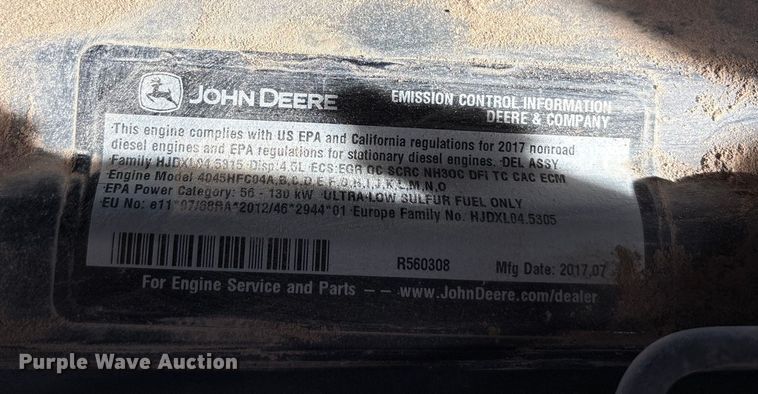 JOHN DEERE
EMISSION CONTROL INFORMATION
DEERE & COMPANY
This engine complies with US EPA and California regulations for 2017 nonroad
diesel engines and EPA regulations for stationary diesel engines. DEL ASSY
Family HJDXL04.5315 Disp:4.5L ECS:EGR OC SCRC NH3OC DFI TC CAC ECM
Engine Model 4045HFC04A,B,C,D,E,F,G,H,I,J,K,L,M,N,O
EPA Power Category: 56 - 130 kW ULTRA LOW SULFUR FUEL ONLY
EU No: e11*97/68RA*2012/46*2944*01 Europe Family No. HJDXL04.5305
R560308 Mfg Date: 2017.07
For Engine Service and Parts — — www.JohnDeere.com/dealer
Purple Wave Auction